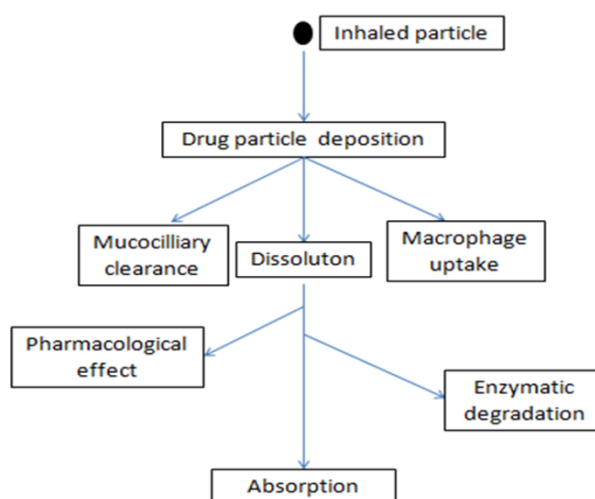 Inhaled particle
Drug particle deposition
Mucocilliary
clearance
Dissoluton
Macrophage
uptake
Pharmacological
effect
Enzymatic
degradation
Absorption